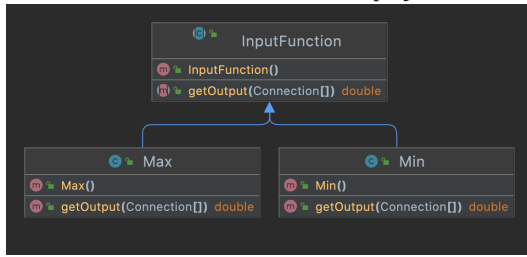 InputFunction
InputFunction()
getOutput(Connection[]) double
Max
Max()
getOutput(Connection[]) double
Min
Min()
getOutput(Connection[]) double